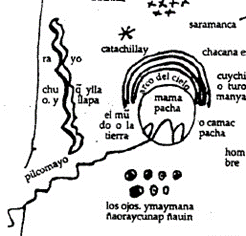 saramanca
catachillay
chacana e
ra yo
arco del cielo
cuychi
o turo
manya
chu q̃ ylla
o. y llapa
mama
pacha
el mũ
do o la
tierra
o camac
pacha
pilcomayo
hom
bre
los ojos. ymaymana
ñaoraycunap ñauin